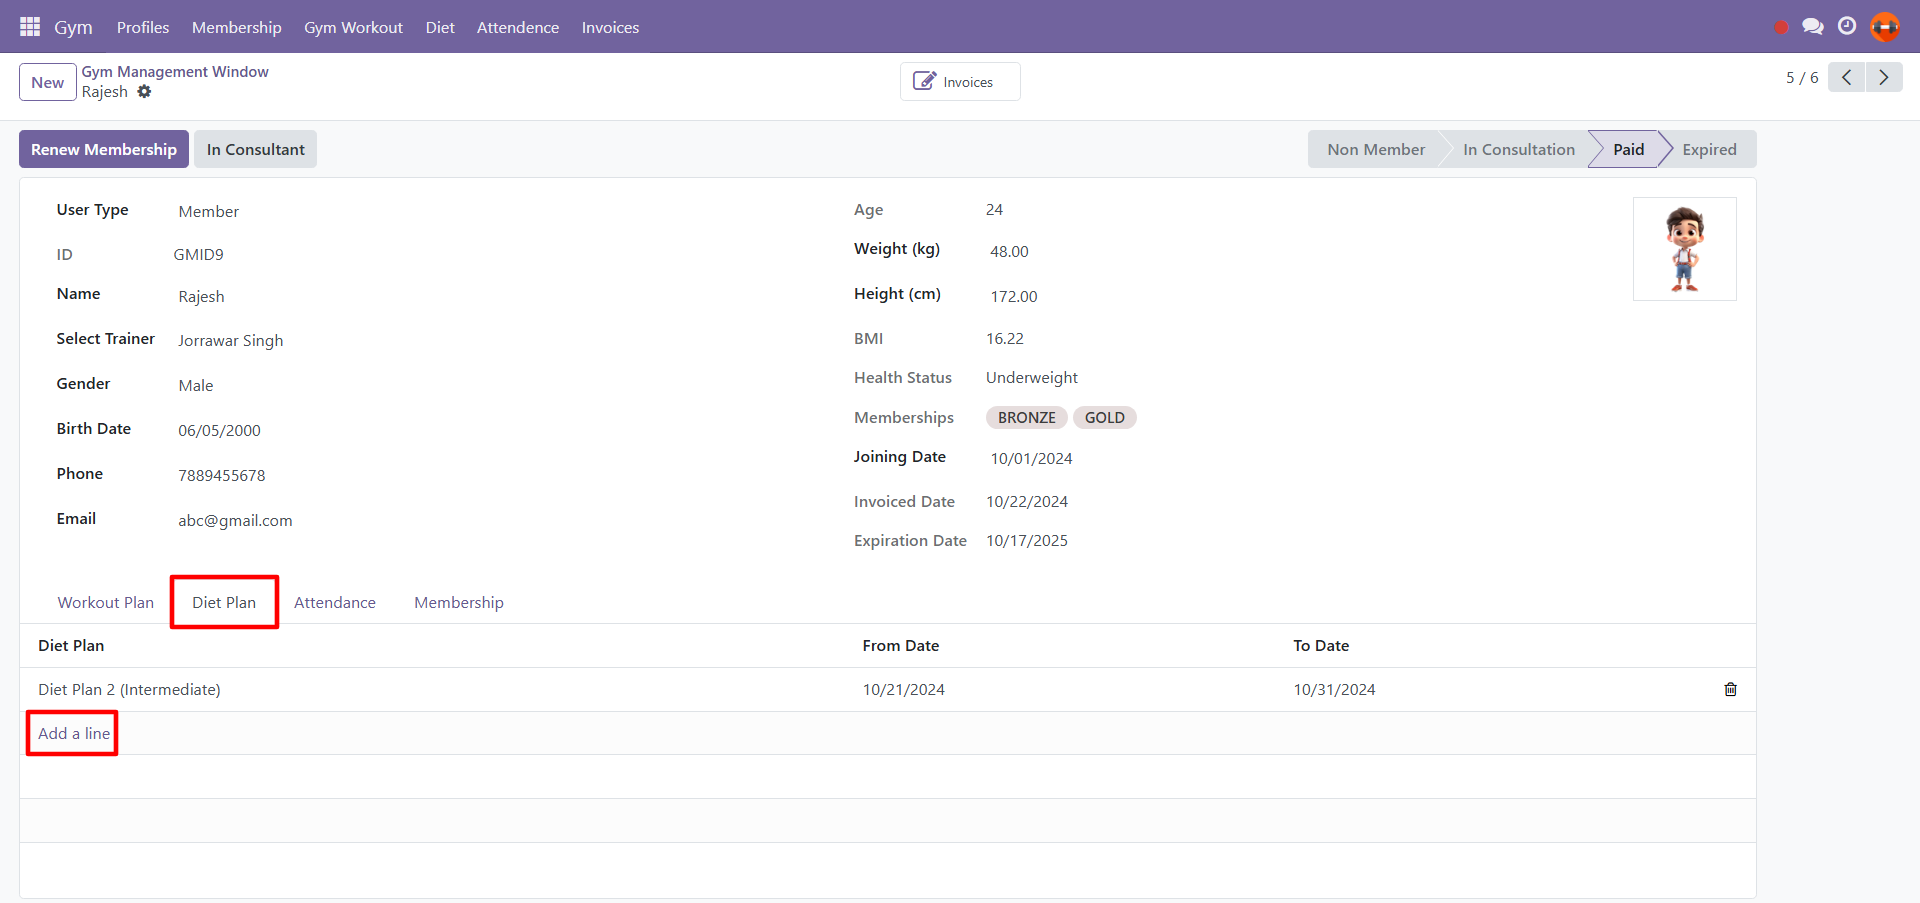 Gym Profiles Membership Gym Workout Diet Attendence Invoices
New
Gym Management Window
Rajesh
Invoices
5 / 6
Renew Membership In Consultant
Non Member In Consultation Paid Expired
User Type Member
ID GMID9
Name Rajesh
Select Trainer Jorrawar Singh
Gender Male
Birth Date 06/05/2000
Phone 7889455678
Email abc@gmail.com
Age 24
Weight (kg) 48.00
Height (cm) 172.00
BMI 16.22
Health Status Underweight
Memberships BRONZE GOLD
Joining Date 10/01/2024
Invoiced Date 10/22/2024
Expiration Date 10/17/2025
Workout Plan Diet Plan Attendance Membership
Diet Plan From Date To Date
Diet Plan 2 (Intermediate) 10/21/2024 10/31/2024
Add a line